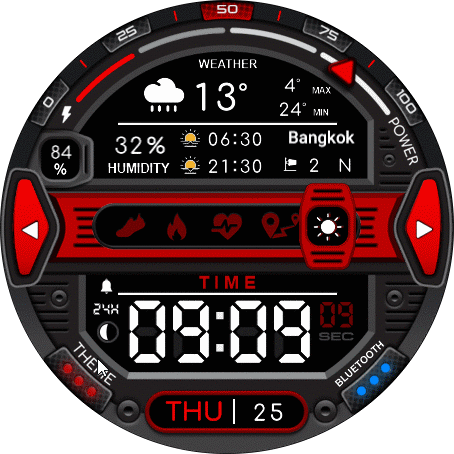 0 25 50 75 100
POWER
WEATHER
13° 4° MAX
24° MIN
84 %
32% 06:30 Bangkok
HUMIDITY 21:30 2 N
TIME
24H 09:09 09 SEC
THEME BLUETOOTH
THU 25